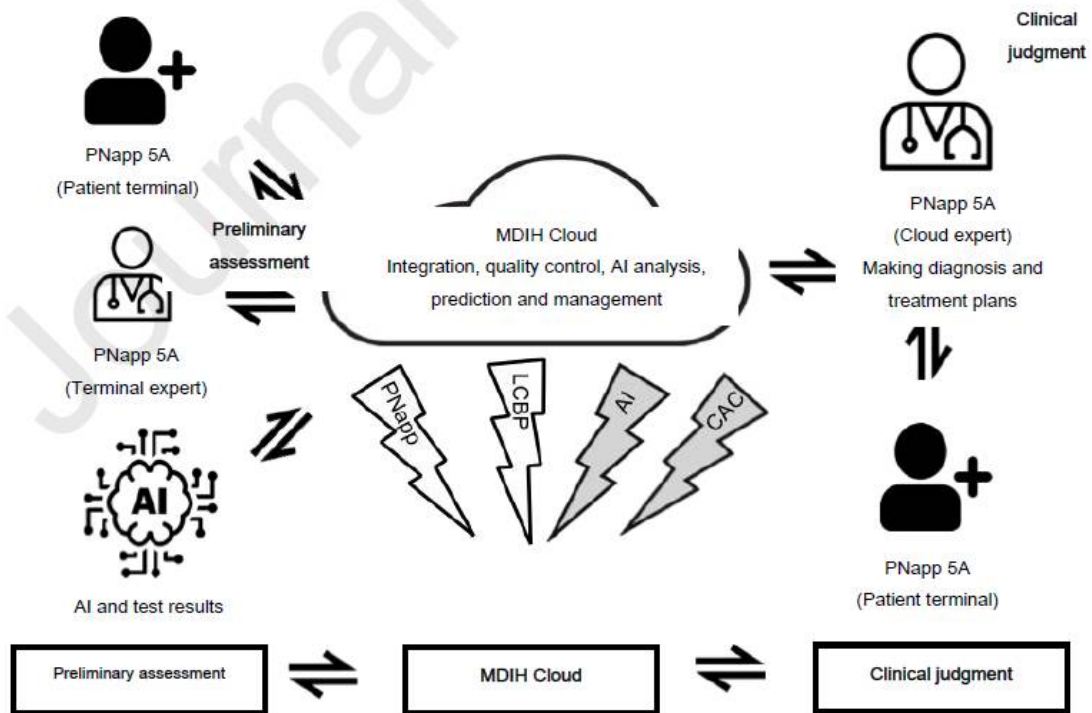 Journal
PNapp 5A
(Patient terminal)
Preliminary
assessment
PNapp 5A
(Terminal expert)
AI
AI and test results
MDIH Cloud
Integration, quality control, AI analysis,
prediction and management
PNapp
LCBP
AI
CAC
Clinical
judgment
PNapp 5A
(Cloud expert)
Making diagnosis and
treatment plans
PNapp 5A
(Patient terminal)
Preliminary assessment
MDIH Cloud
Clinical judgment